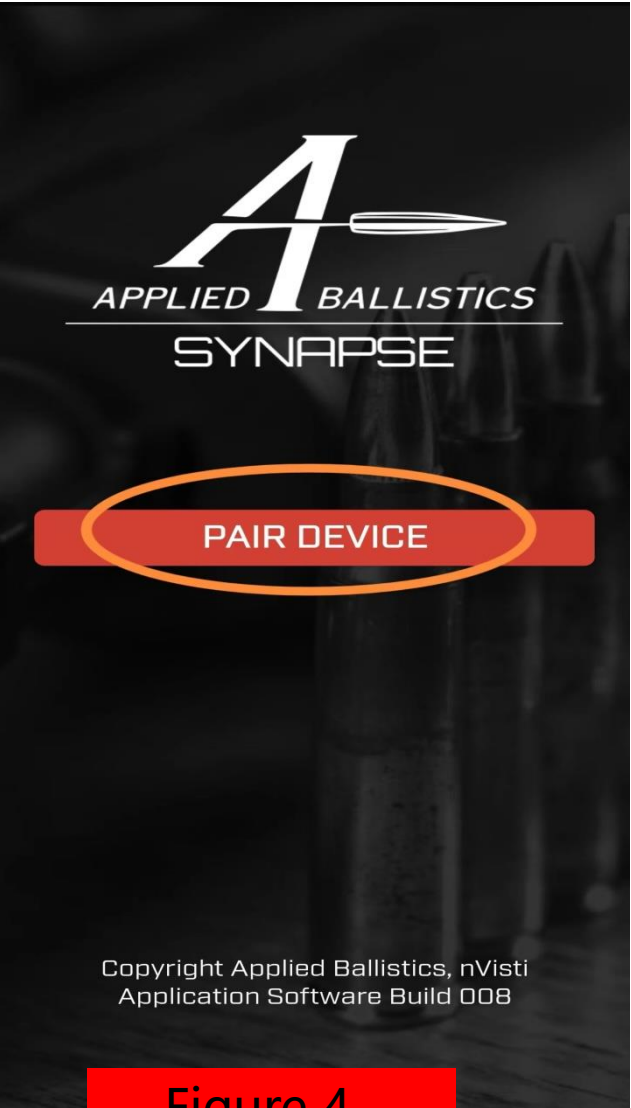 APPLIED BALLISTICS
SYNAPSE
PAIR DEVICE
Copyright Applied Ballistics, nVisti
Application Software Build 008
Figure 4